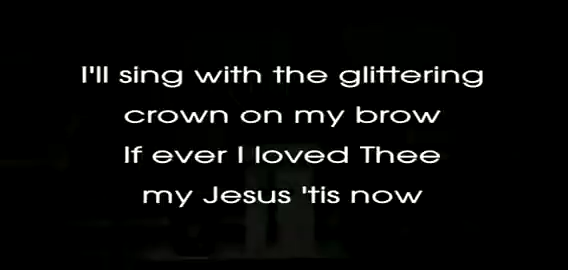 I'll sing with the glittering
crown on my brow
If ever I loved Thee
my Jesus 'tis now